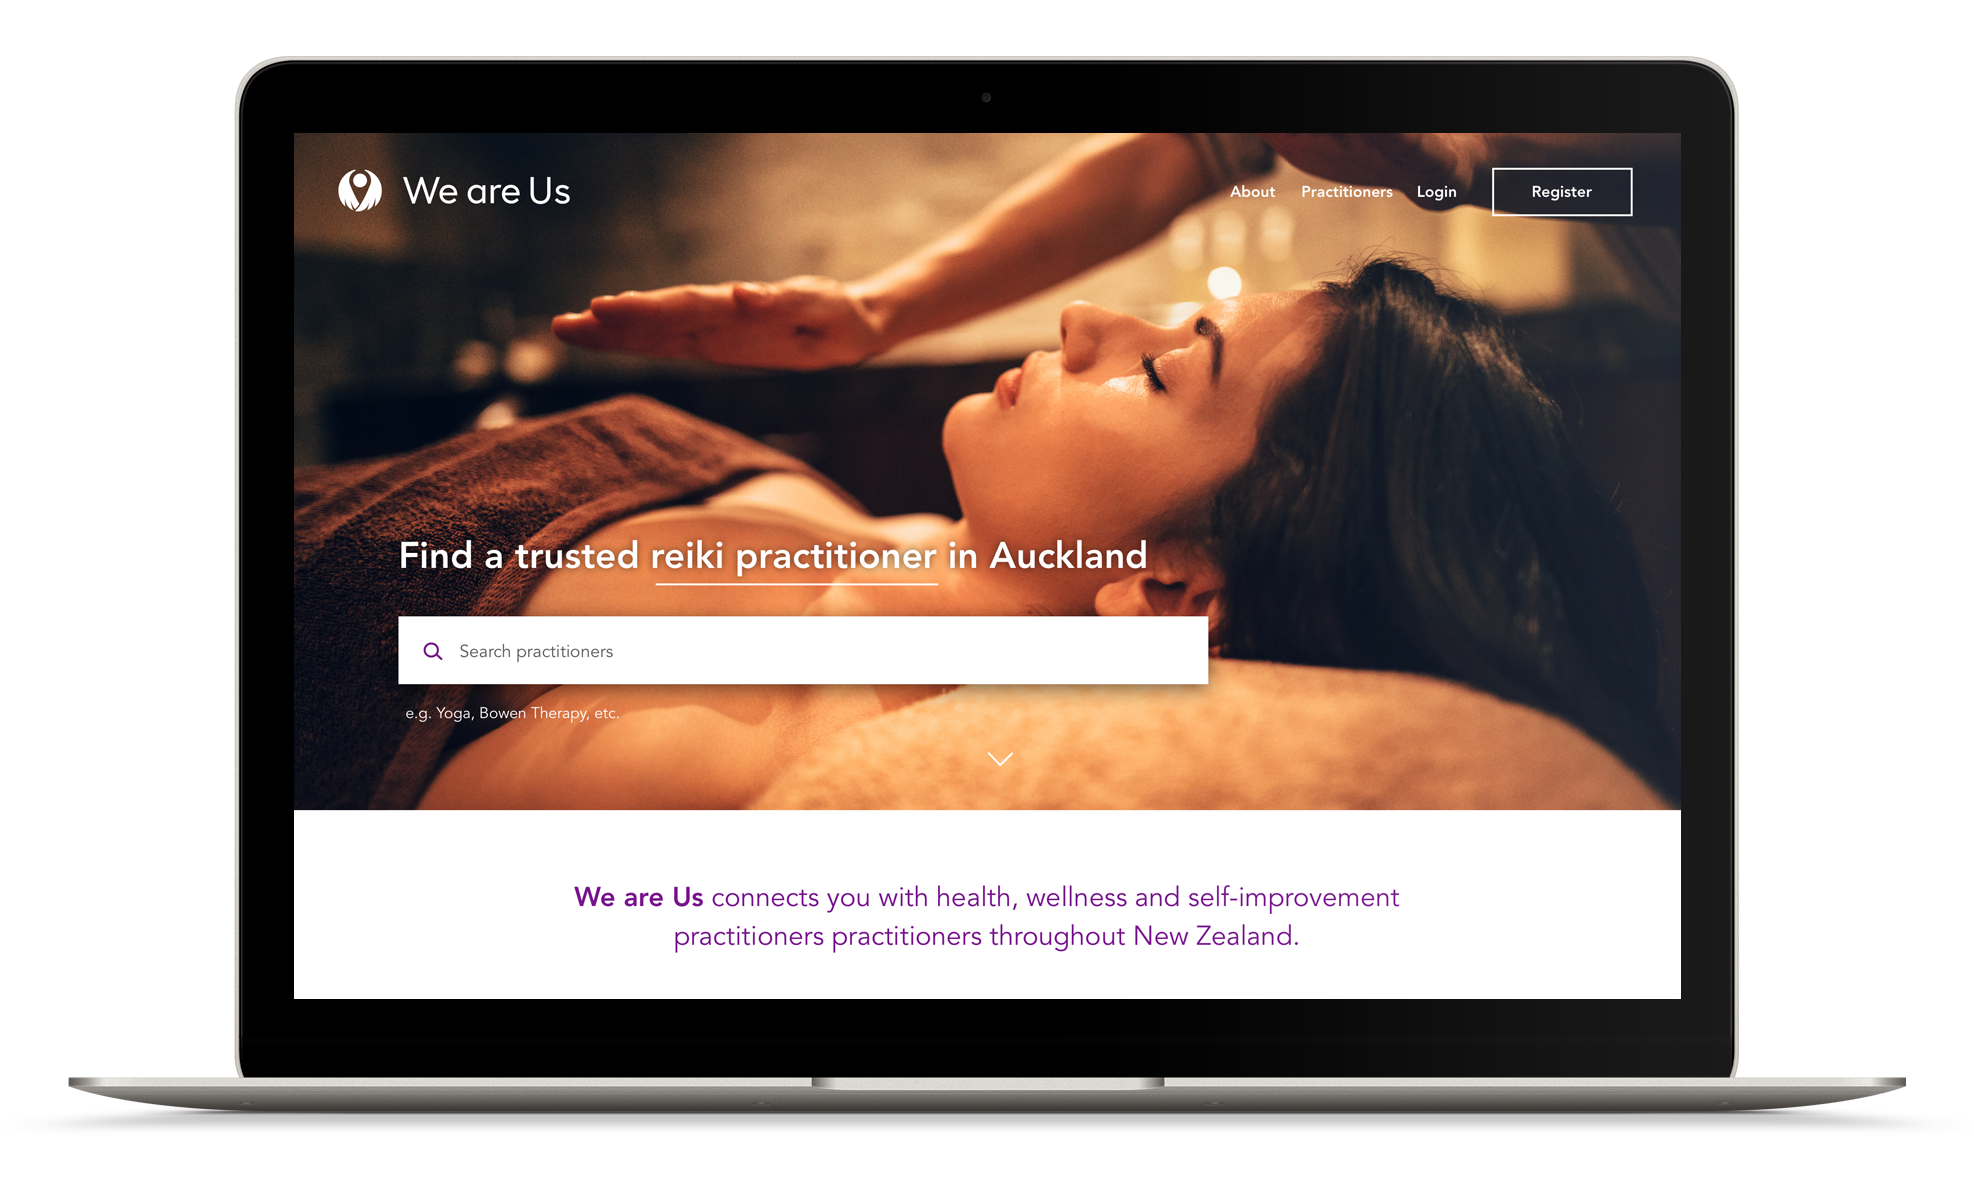 We are Us
About Practitioners Login Register
Find a trusted reiki practitioner in Auckland
Search practitioners
e.g. Yoga, Bowen Therapy, etc.
We are Us connects you with health, wellness and self-improvement
practitioners practitioners throughout New Zealand.